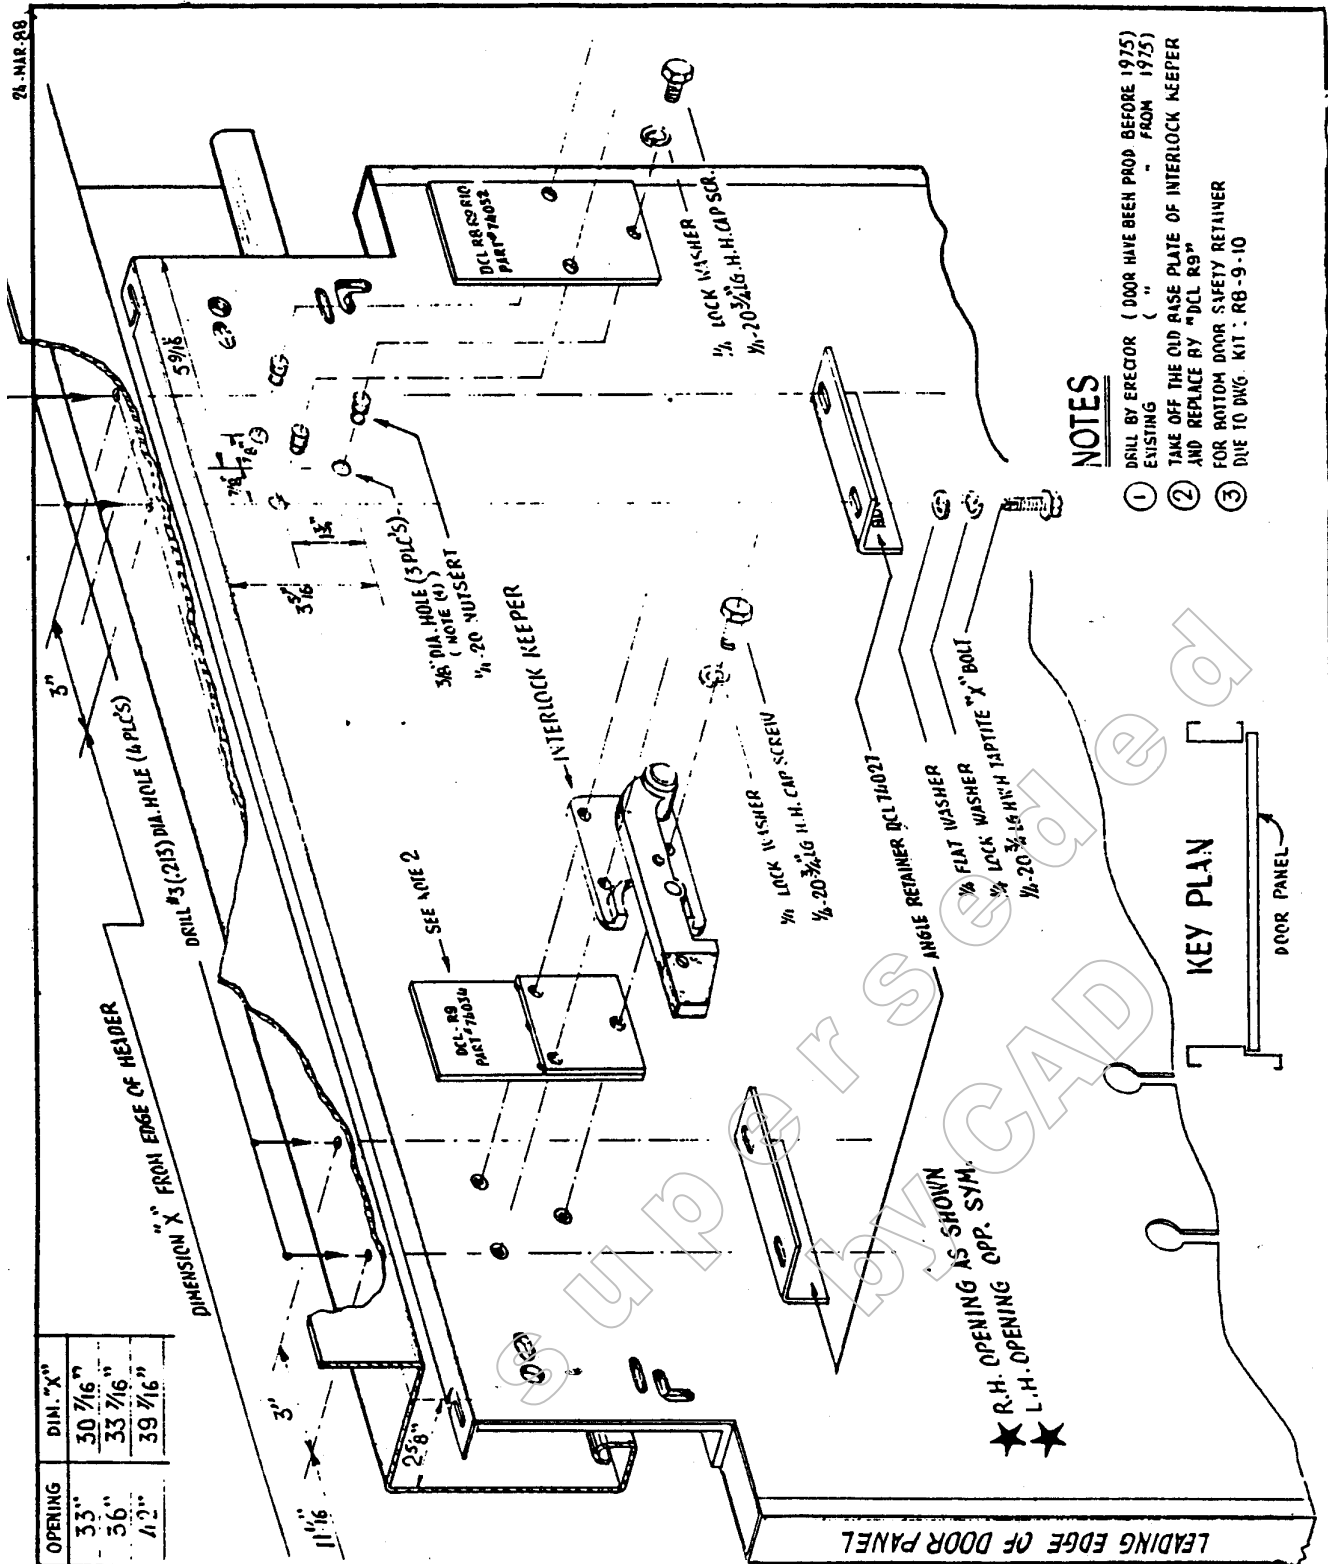 24-MAR-88
OPENING DIM. "X"
33" 30 7/16"
36" 33 7/16"
42" 39 7/16"
DIMENSION "X" FROM EDGE OF HEADER
DRILL #3 (.213) DIA. HOLE (4 PLC'S)
3"
3"
11 1/16"
2 5/8"
5 9/16"
7/8" 7/8"
1 3/4"
3 5/16"
3/8" DIA. HOLE (3 PLC'S)
( NOTE (1) )
1/4-20 NUTSERT
INTERLOCK KEEPER
SEE NOTE 2
DCL-R9
PART# 74034
DCL R8 R9 R10
PART# 74032
1/4 LOCK WASHER
1/4-20 3/4" LG. H.H. CAP SCR.
1/4 LOCK WASHER
1/4-20 3/4" LG H.H. CAP SCREW
ANGLE RETAINER DCL 74027
1/4 FLAT WASHER
1/4 LOCK WASHER
1/4-20 3/4 LG HWH TAPTITE "X" BOLT
★ R.H. OPENING AS SHOWN
★ L.H. OPENING OPP. SYM.
KEY PLAN
DOOR PANEL
LEADING EDGE OF DOOR PANEL
NOTES
1 DRILL BY ERECTOR ( DOOR HAVE BEEN PROD BEFORE 1975)
EXISTING ( " " - FROM 1975)
2 TAKE OFF THE OLD BASE PLATE OF INTERLOCK KEEPER
AND REPLACE BY "DCL R9"
3 FOR BOTTOM DOOR SAFETY RETAINER
DUE TO DWG. KIT: R8-9-10
superseded
by CAD